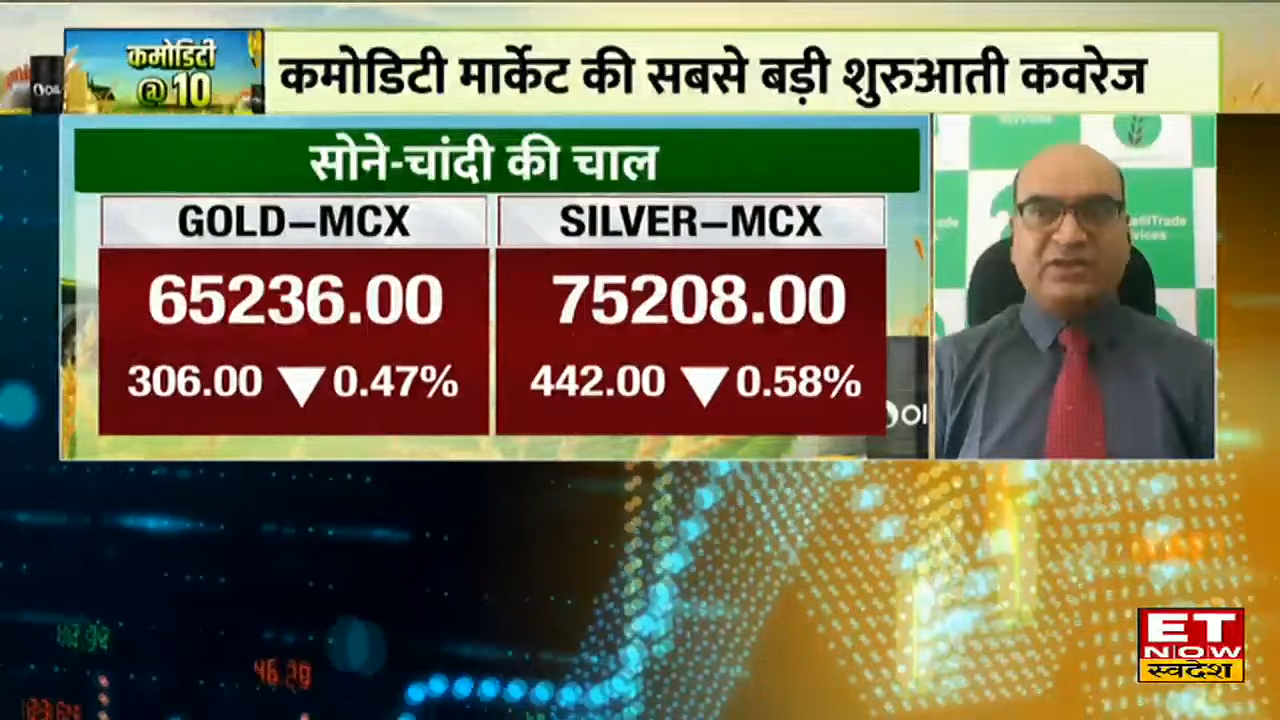 कमोडिटी
@10
कमोडिटी मार्केट की सबसे बड़ी शुरुआती कवरेज
सोने-चांदी की चाल
GOLD–MCX
SILVER–MCX
65236.00
75208.00
306.00 ▼ 0.47%
442.00 ▼ 0.58%
ET
NOW
स्वदेश